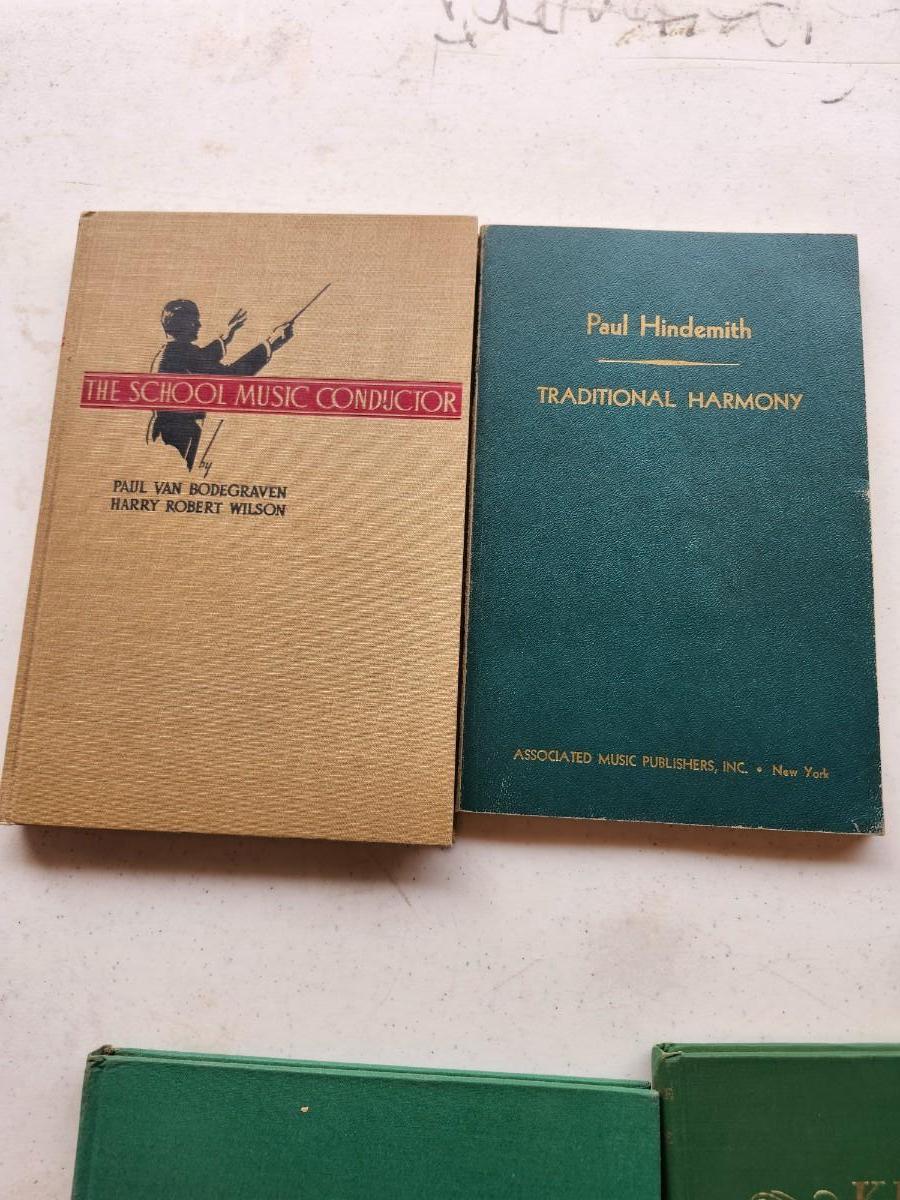 THE SCHOOL MUSIC CONDUCTOR
by
PAUL VAN BODEGRAVEN
HARRY ROBERT WILSON
Paul Hindemith
TRADITIONAL HARMONY
ASSOCIATED MUSIC PUBLISHERS, INC. • New York